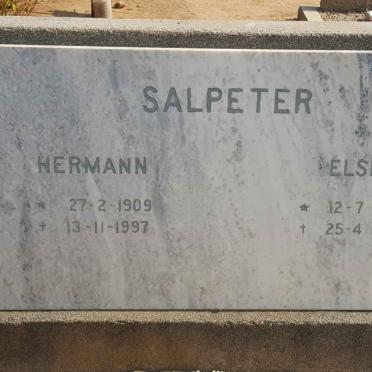 SALPETER
HERMANN ELS
* 27-2-1909 * 12-7
† 13-11-1997 † 25-4